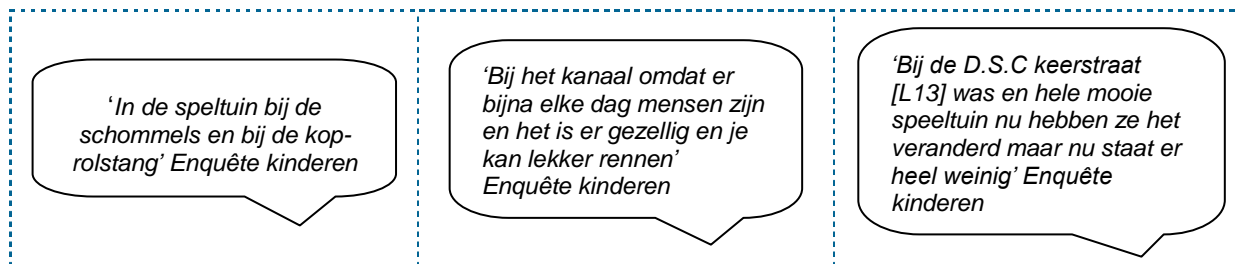 ‘In de speltuin bij de
schommels en bij de kop-
rolstang’ Enquête kinderen
‘Bij het kanaal omdat er
bijna elke dag mensen zijn
en het is er gezellig en je
kan lekker rennen’
Enquête kinderen
‘Bij de D.S.C keerstraat
[L13] was en hele mooie
speeltuin nu hebben ze het
veranderd maar nu staat er
heel weinig’ Enquête
kinderen